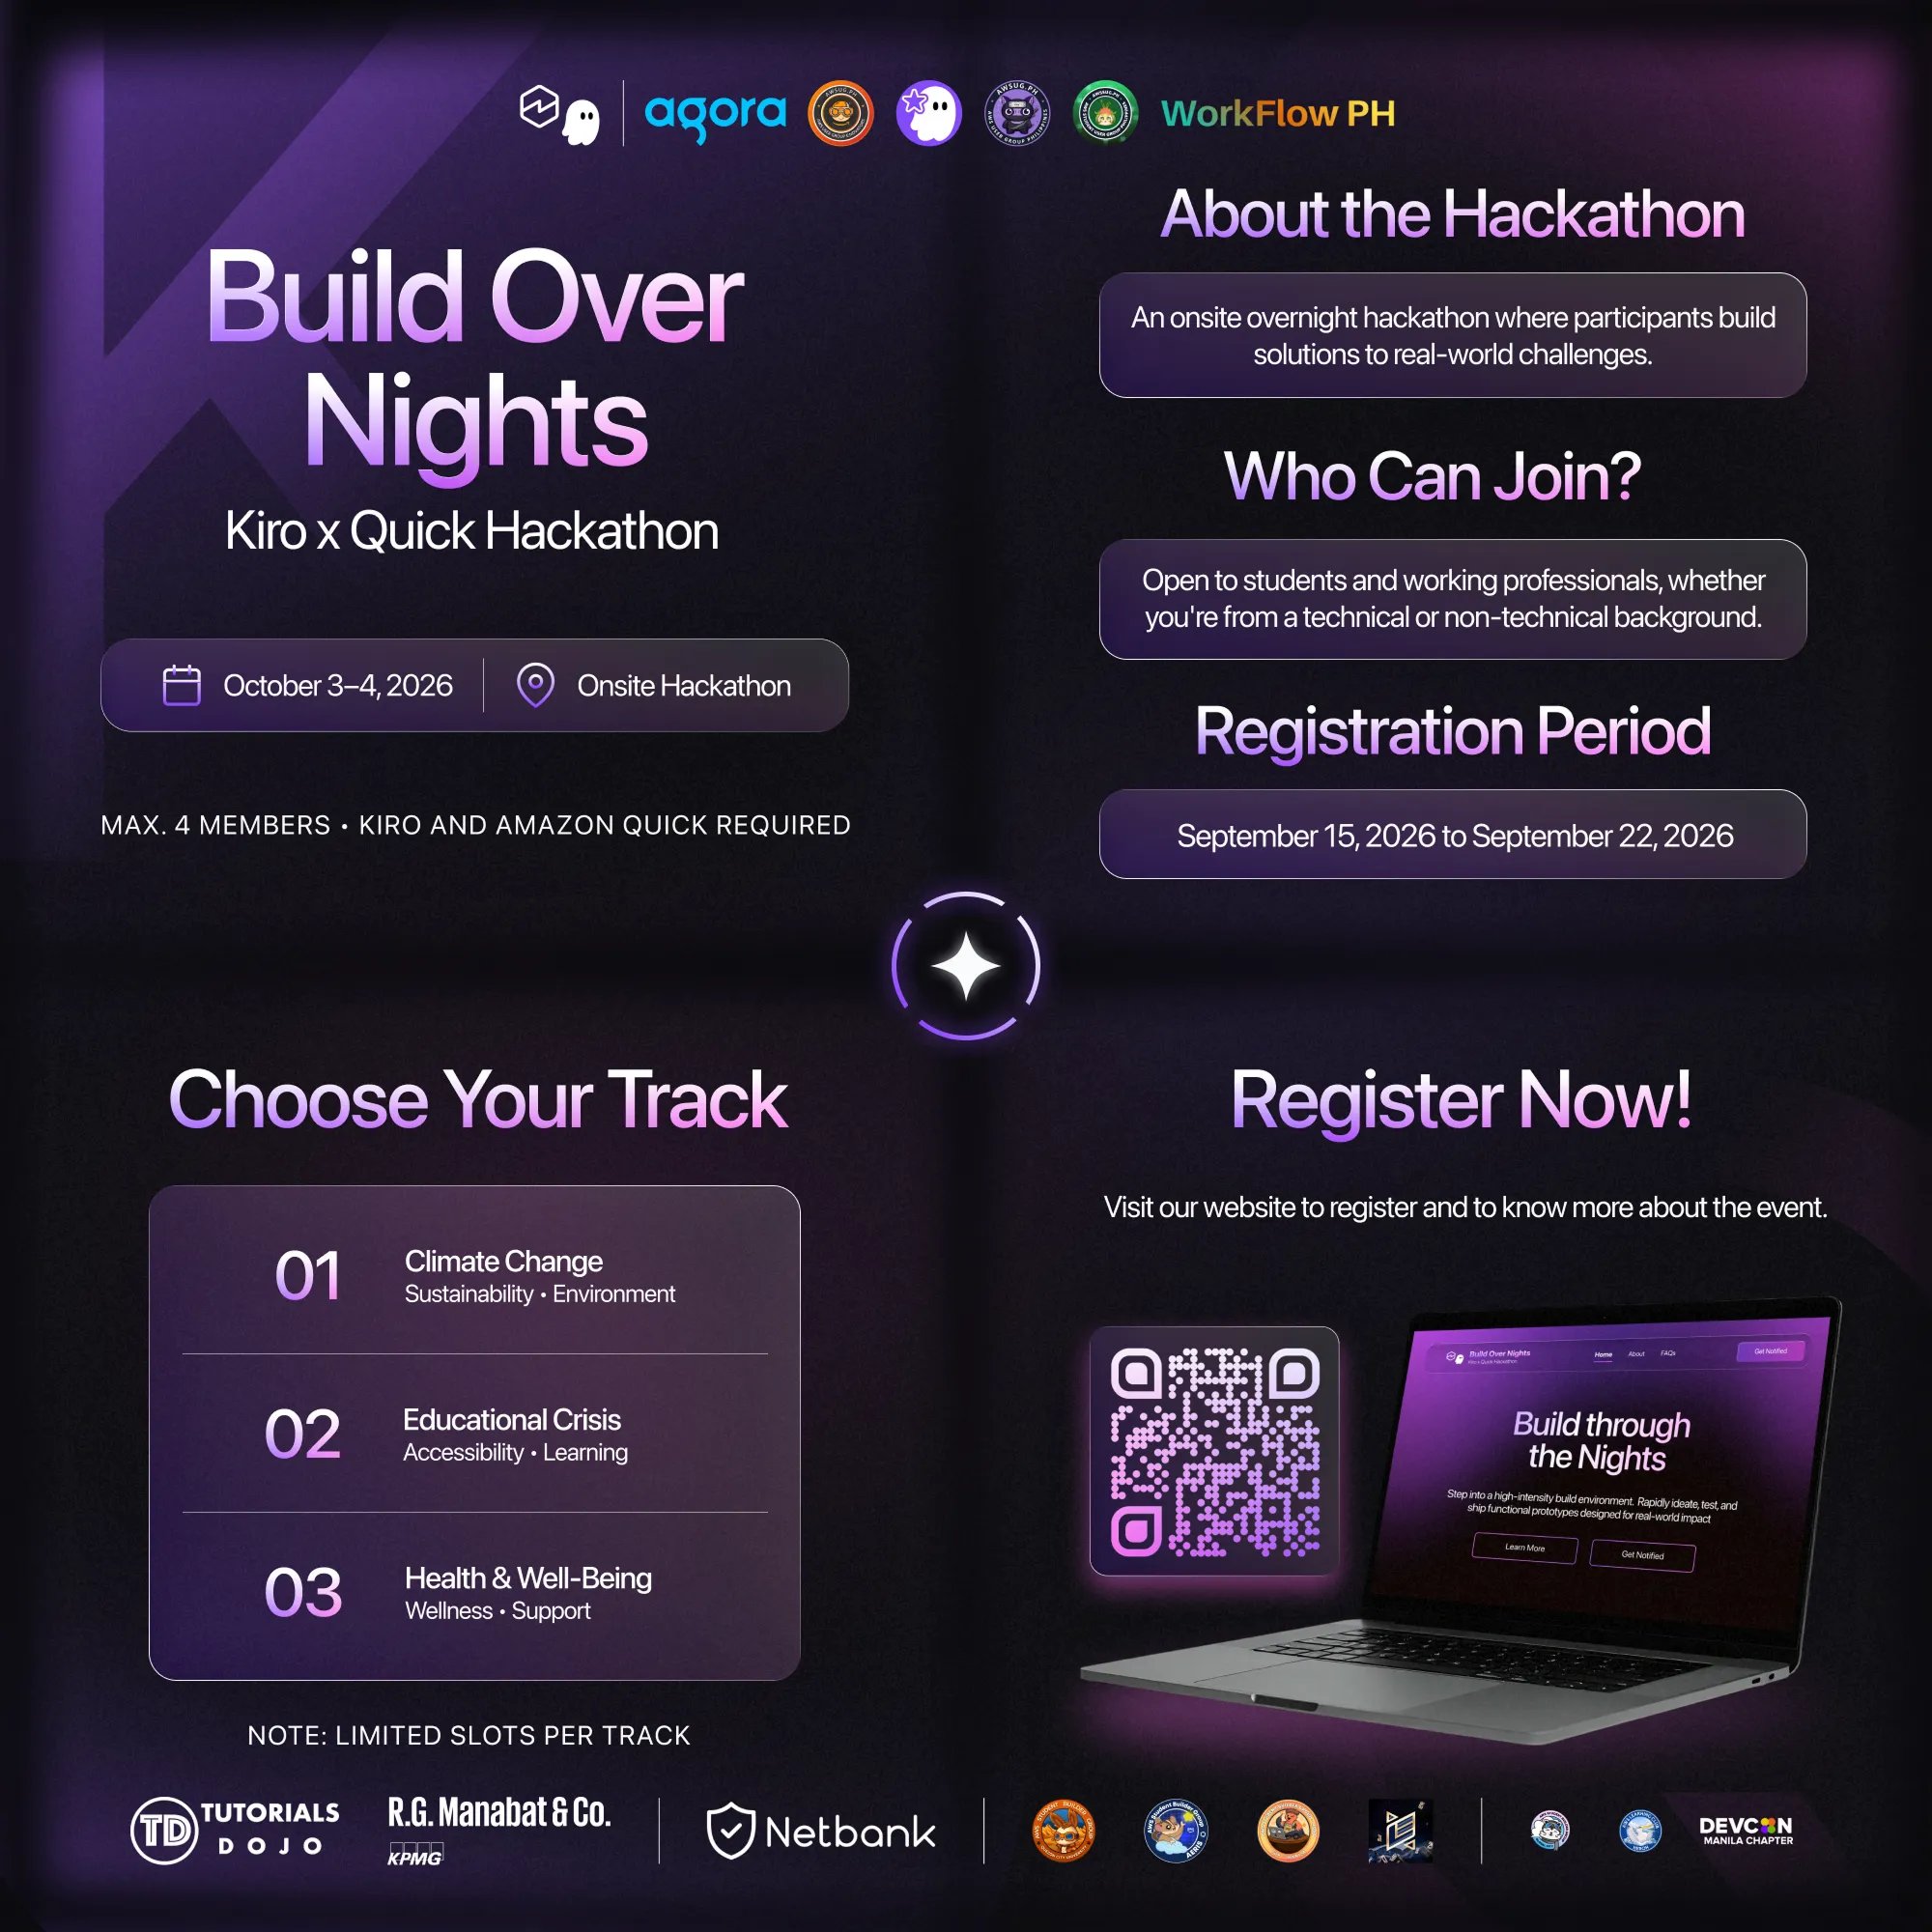 agora
WorkFlow PH
Build Over
Nights
Kiro x Quick Hackathon
October 3–4, 2026
Onsite Hackathon
MAX. 4 MEMBERS • KIRO AND AMAZON QUICK REQUIRED
About the Hackathon
An onsite overnight hackathon where participants build
solutions to real-world challenges.
Who Can Join?
Open to students and working professionals, whether
you're from a technical or non-technical background.
Registration Period
September 15, 2026 to September 22, 2026
Choose Your Track
01
Climate Change
Sustainability • Environment
02
Educational Crisis
Accessibility • Learning
03
Health & Well-Being
Wellness • Support
NOTE: LIMITED SLOTS PER TRACK
Register Now!
Visit our website to register and to know more about the event.
Build Over Nights
Kiro x Quick Hackathon
Home About FAQs
Get Notified
Build through
the Nights
Step into a high-intensity build environment. Rapidly ideate, test, and
ship functional prototypes designed for real-world impact
Learn More
Get Notified
TD TUTORIALS
DOJO
R.G. Manabat & Co.
KPMG
Netbank
DEVCON
MANILA CHAPTER